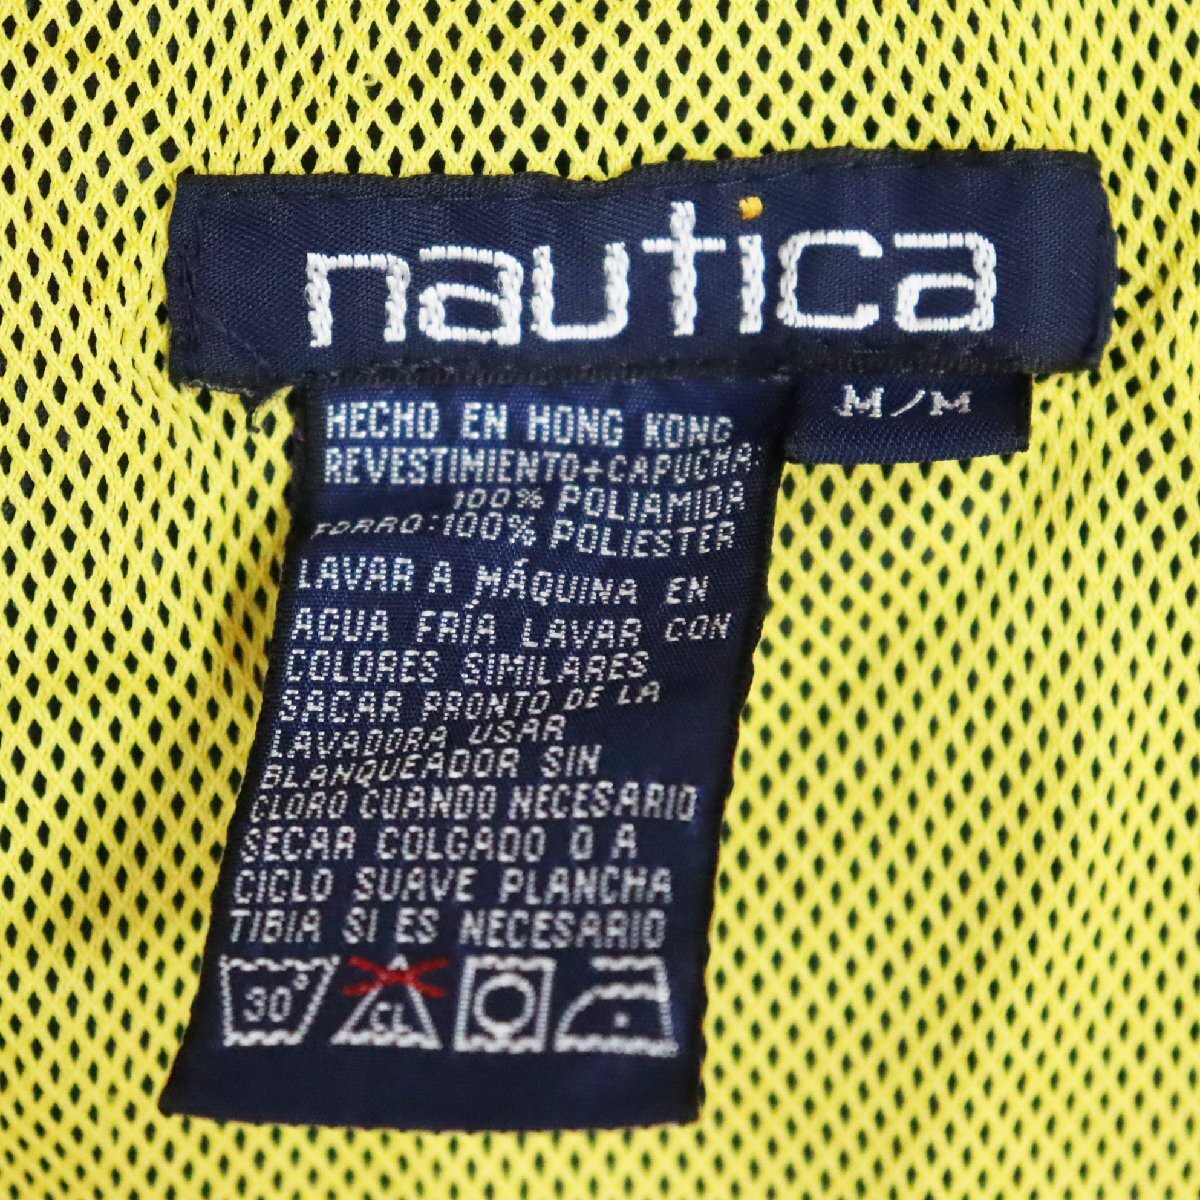 nautica
M/M
HECHO EN HONG KONG
REVESTIMIENTO+CAPUCHA:
100% POLIAMIDA
FORRO:100% POLIESTER
LAVAR A MÁQUINA EN
AGUA FRÍA LAVAR CON
COLORES SIMILARES
SACAR PRONTO DE LA
LAVADORA USAR
BLANQUEADOR SIN
CLORO CUANDO NECESARIO
SECAR COLGADO O A
CICLO SUAVE PLANCHA
TIBIA SI ES NECESARIO
30° CL